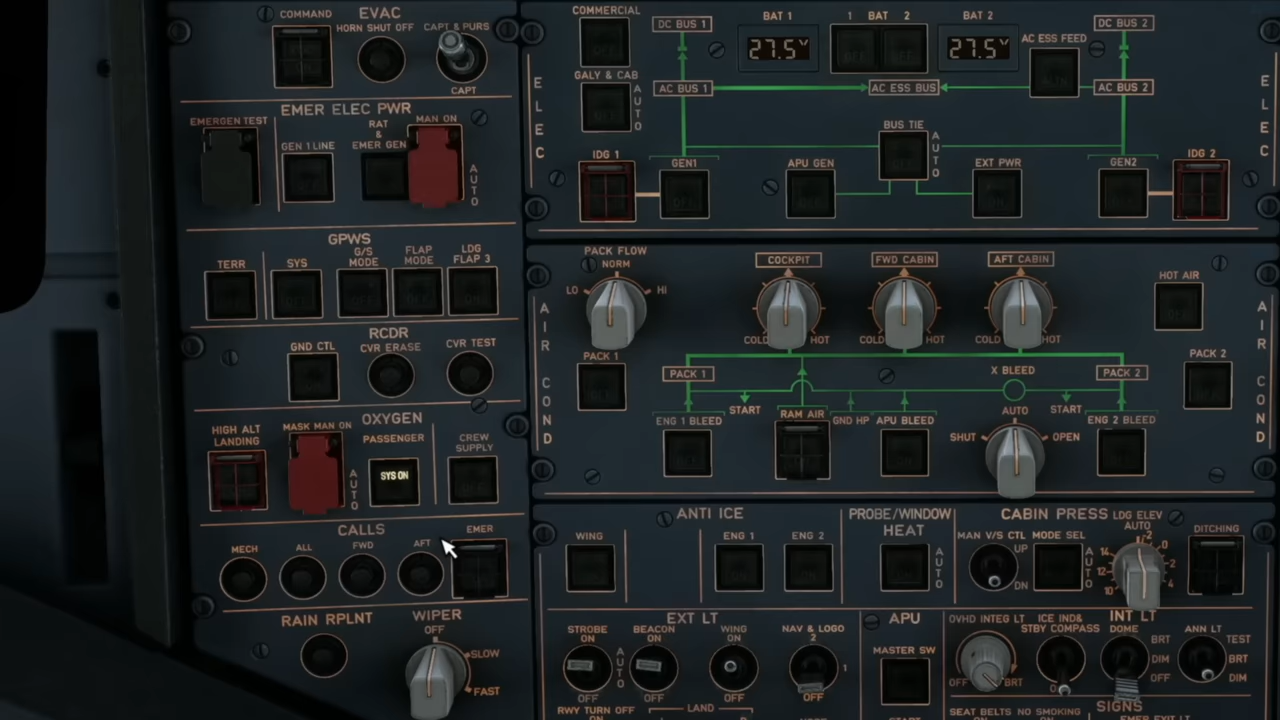 EVAC
COMMAND
HORN SHUT OFF
CAPT & PURS
CAPT
EMER ELEC PWR
EMERGEN TEST
GEN 1 LINE
RAT
&
EMER GEN
MAN ON
AUTO
GPWS
TERR
SYS
G/S
MODE
FLAP
MODE
LDG
FLAP 3
RCDR
GND CTL
CVR ERASE
CVR TEST
OXYGEN
HIGH ALT
LANDING
MASK MAN ON
AUTO
PASSENGER
SYS ON
CREW
SUPPLY
CALLS
MECH
ALL
FWD
AFT
EMER
RAIN RPLNT
WIPER
OFF
SLOW
FAST
ELEC
COMMERCIAL
GALY & CAB
AUTO
DC BUS 1
BAT 1
27.5V
1 BAT 2
BAT 2
27.5V
DC BUS 2
AC ESS FEED
AC BUS 1
AC ESS BUS
AC BUS 2
BUS TIE
AUTO
IDG 1
GEN1
APU GEN
EXT PWR
GEN2
IDG 2
ELEC
AIR COND
PACK FLOW
NORM
LO
HI
COCKPIT
FWD CABIN
AFT CABIN
HOT AIR
COLD
HOT
COLD
HOT
COLD
HOT
PACK 1
PACK 1
X BLEED
PACK 2
PACK 2
START
START
ENG 1 BLEED
RAM AIR
GND HP
APU BLEED
AUTO
SHUT
OPEN
ENG 2 BLEED
AIR COND
ANTI ICE
WING
ENG 1
ENG 2
PROBE/WINDOW
HEAT
AUTO
CABIN PRESS
MAN V/S CTL
UP
DN
MODE SEL
AUTO
LDG ELEV
AUTO
14
12
10
-2
0
2
4
DITCHING
EXT LT
STROBE
ON
AUTO
OFF
BEACON
ON
OFF
WING
ON
OFF
NAV & LOGO
2
1
OFF
RWY TURN OFF
LAND
APU
MASTER SW
START
INT LT
OVHD INTEG LT
OFF
BRT
ICE IND&
STBY COMPASS
0
DOME
BRT
DIM
OFF
ANN LT
TEST
BRT
DIM
SIGNS
SEAT BELTS
NO SMOKING